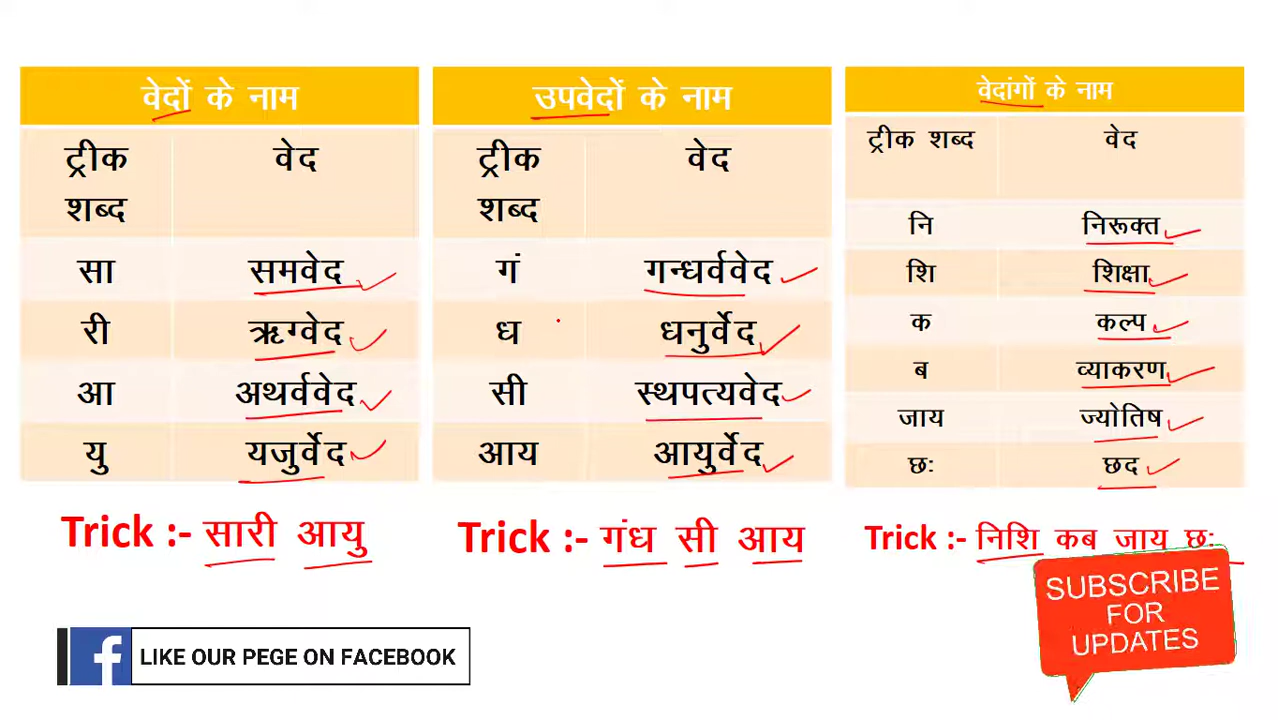 वेदों के नाम
ट्रीक शब्द वेद
सा समवेद
री ऋग्वेद
आ अथर्ववेद
यु यजुर्वेद
Trick :- सारी आयु
उपवेदों के नाम
ट्रीक शब्द वेद
गं गन्धर्ववेद
ध धनुर्वेद
सी स्थपत्यवेद
आय आयुर्वेद
Trick :- गंध सी आय
वेदांगों के नाम
ट्रीक शब्द वेद
नि निरूक्त
शि शिक्षा
क कल्प
ब व्याकरण
जाय ज्योतिष
छः छद
Trick :- निशि कब जाय छः
SUBSCRIBE
FOR
UPDATES
f LIKE OUR PEGE ON FACEBOOK